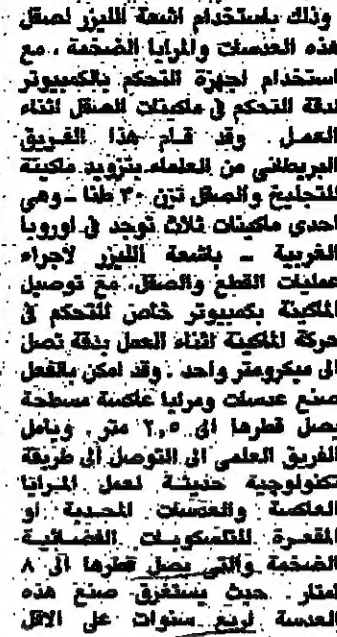 وذلك باستخدام اشعة الليزر لصقل
هذه العدسات والمرايا الضخمة ، مع
استخدام اجهزة التحكم بالكمبيوتر
لدقة التحكم في ماكينات الصقل اثناء
العمل . وقد قام هذا الفريق
البريطاني من العلماء بتزويد ماكينة
للتجليخ والصقل تزن ٣٠ طنا - وهي
احدى ماكينات ثلاث توجد في اوروبا
الغربية - باشعة الليزر لاجراء
عمليات القطع والصقل، مع توصيل
الماكينة بكمبيوتر خاص للتحكم في
حركة الماكينة اثناء العمل بدقة تصل
الى ميكرومتر واحد . وقد امكن بالفعل
صنع عدسات ومرايا عاكسة مسطحة
يصل قطرها الى ٢,٥ متر . ويامل
الفريق العلمي الى التوصل الى طريقة
تكنولوجية حديثة لعمل المرايا
العاكسة والعدسات المحدبة او
المقعرة للتلسكوبات الفضائية
الضخمة والتي يصل قطرها الى ٨
امتار . حيث يستغرق صنع هذه
العدسة اربع سنوات على الاقل